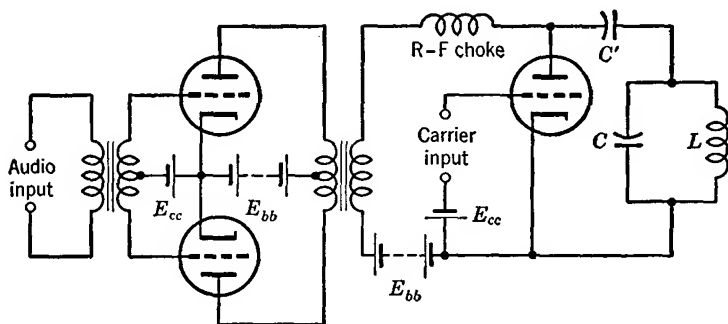 R-F choke
C'
Audio
input
Carrier
input
C
L
E_cc
E_bb
E_cc
E_bb